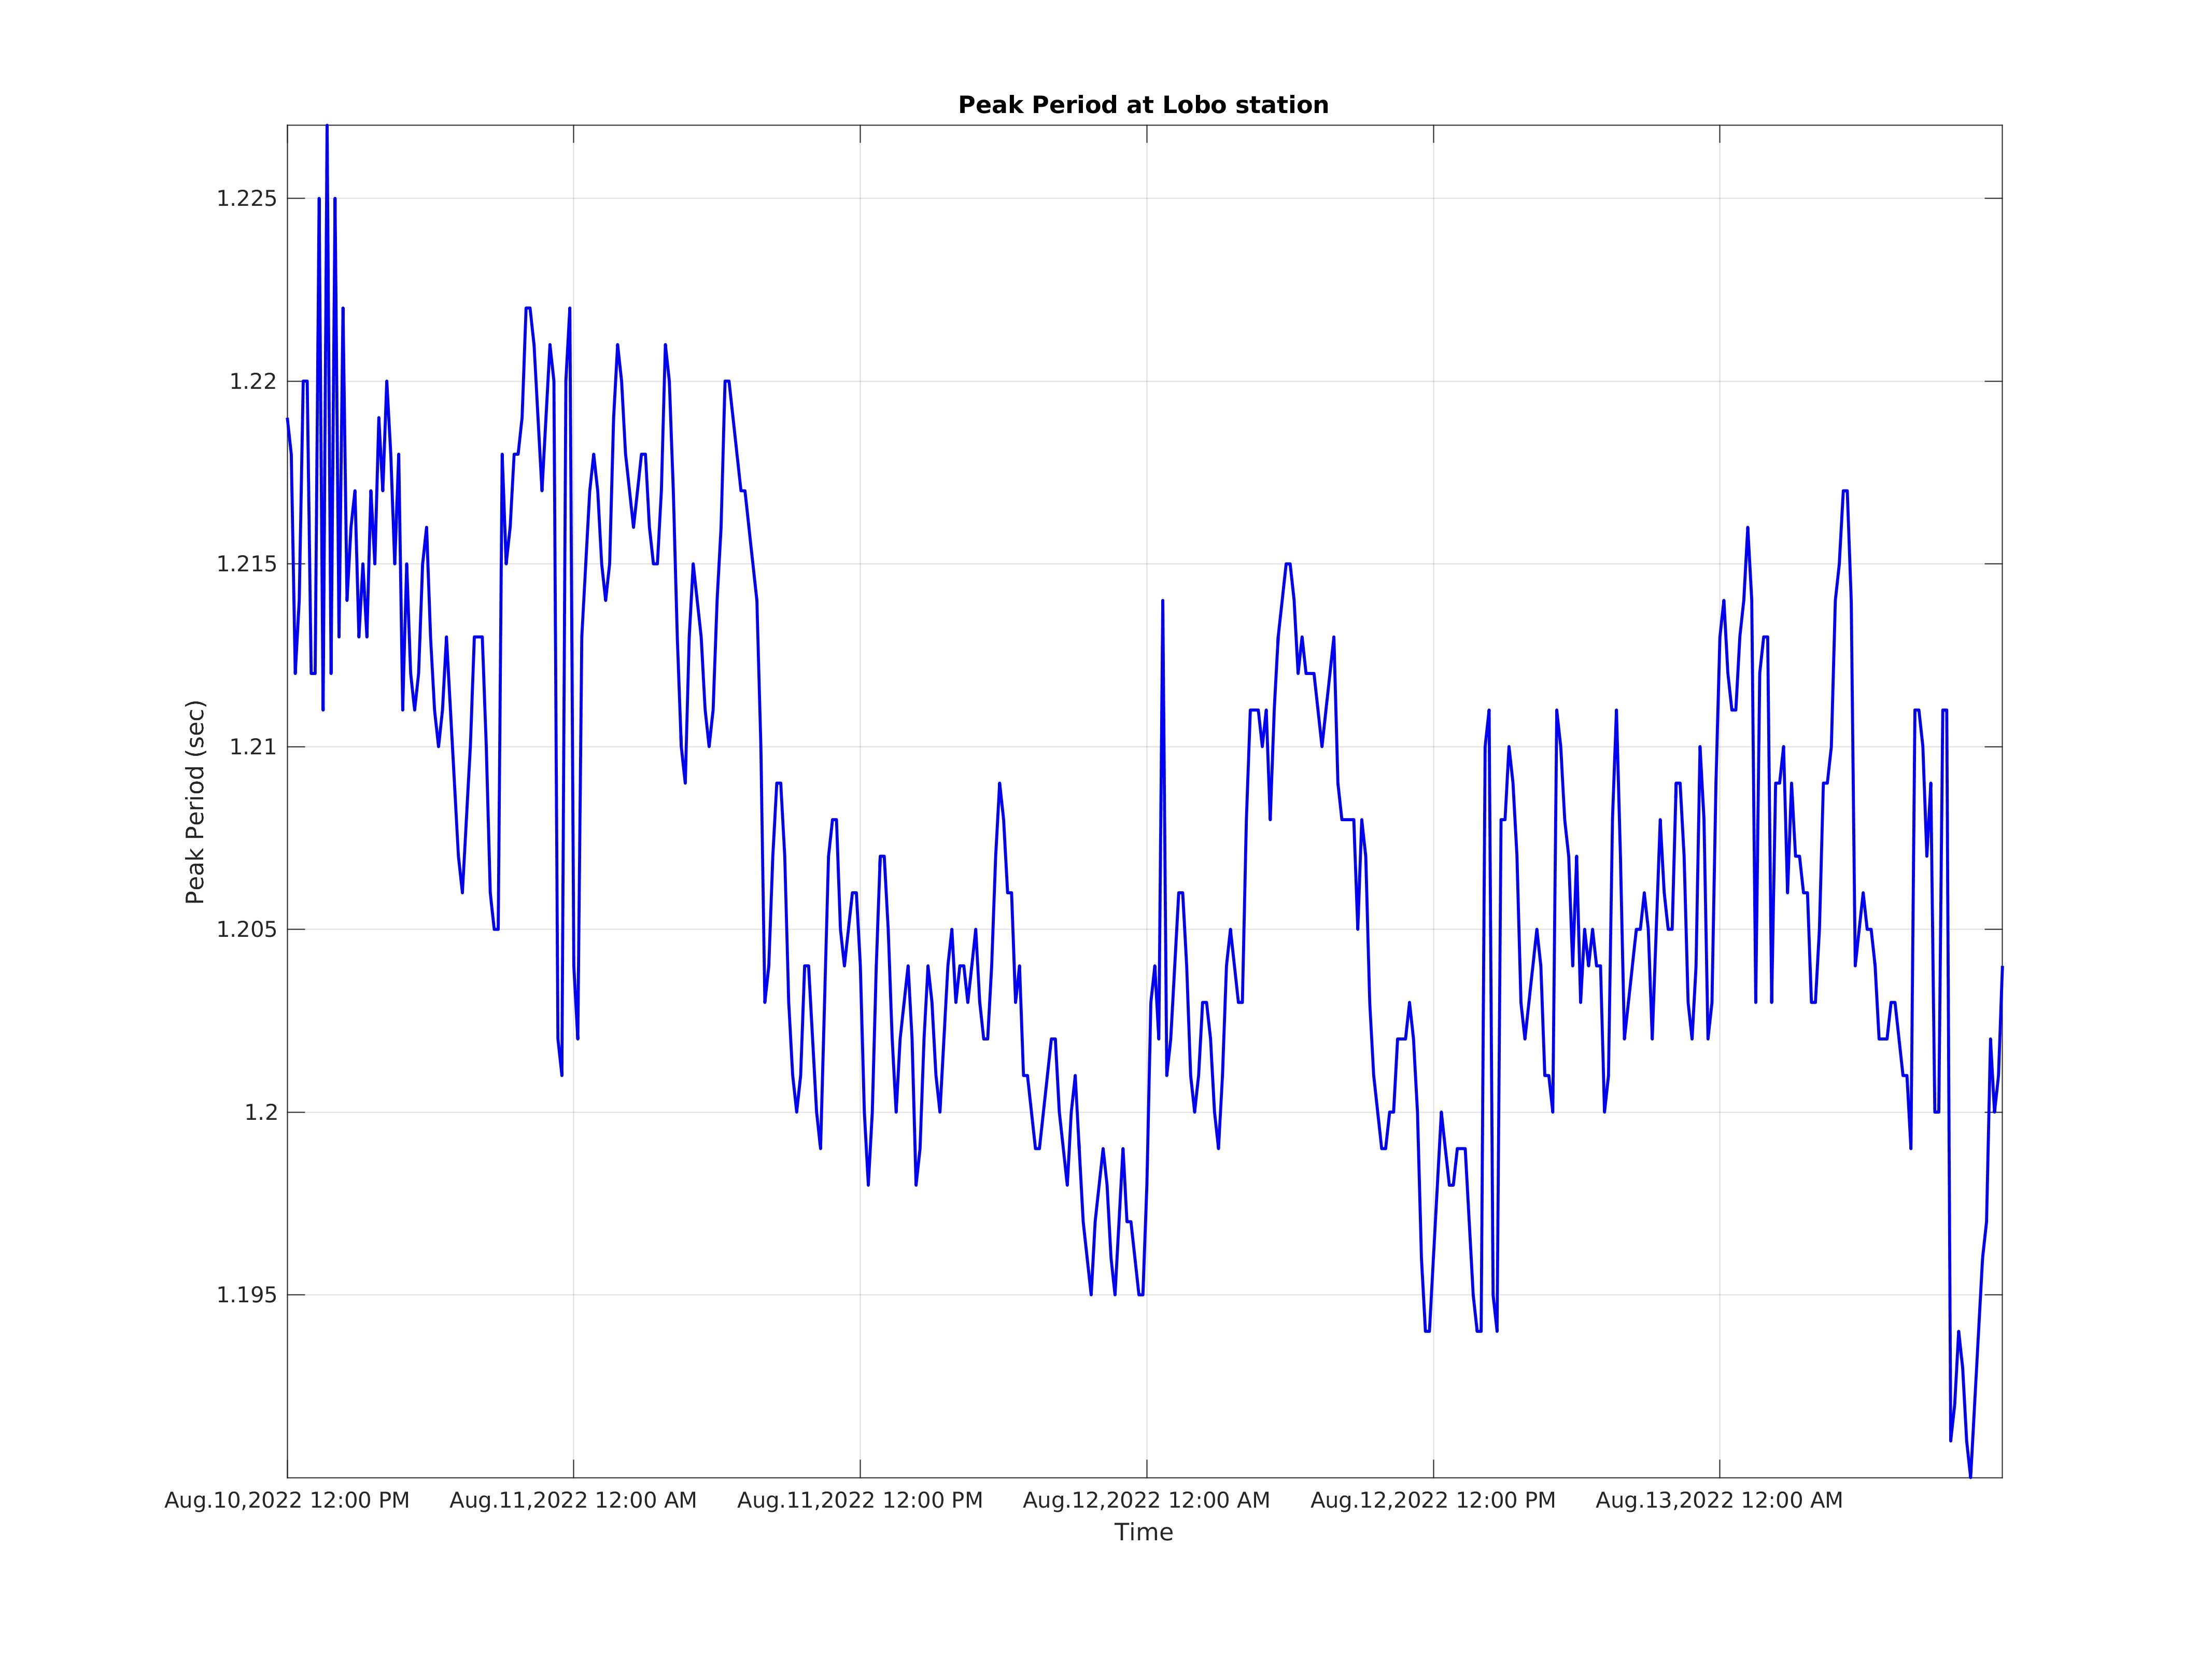 Peak Period at Lobo station
1.225
1.22
1.215
1.21
1.205
1.2
1.195
Peak Period (sec)
Aug.10,2022 12:00 PM Aug.11,2022 12:00 AM Aug.11,2022 12:00 PM Aug.12,2022 12:00 AM Aug.12,2022 12:00 PM Aug.13,2022 12:00 AM
Time